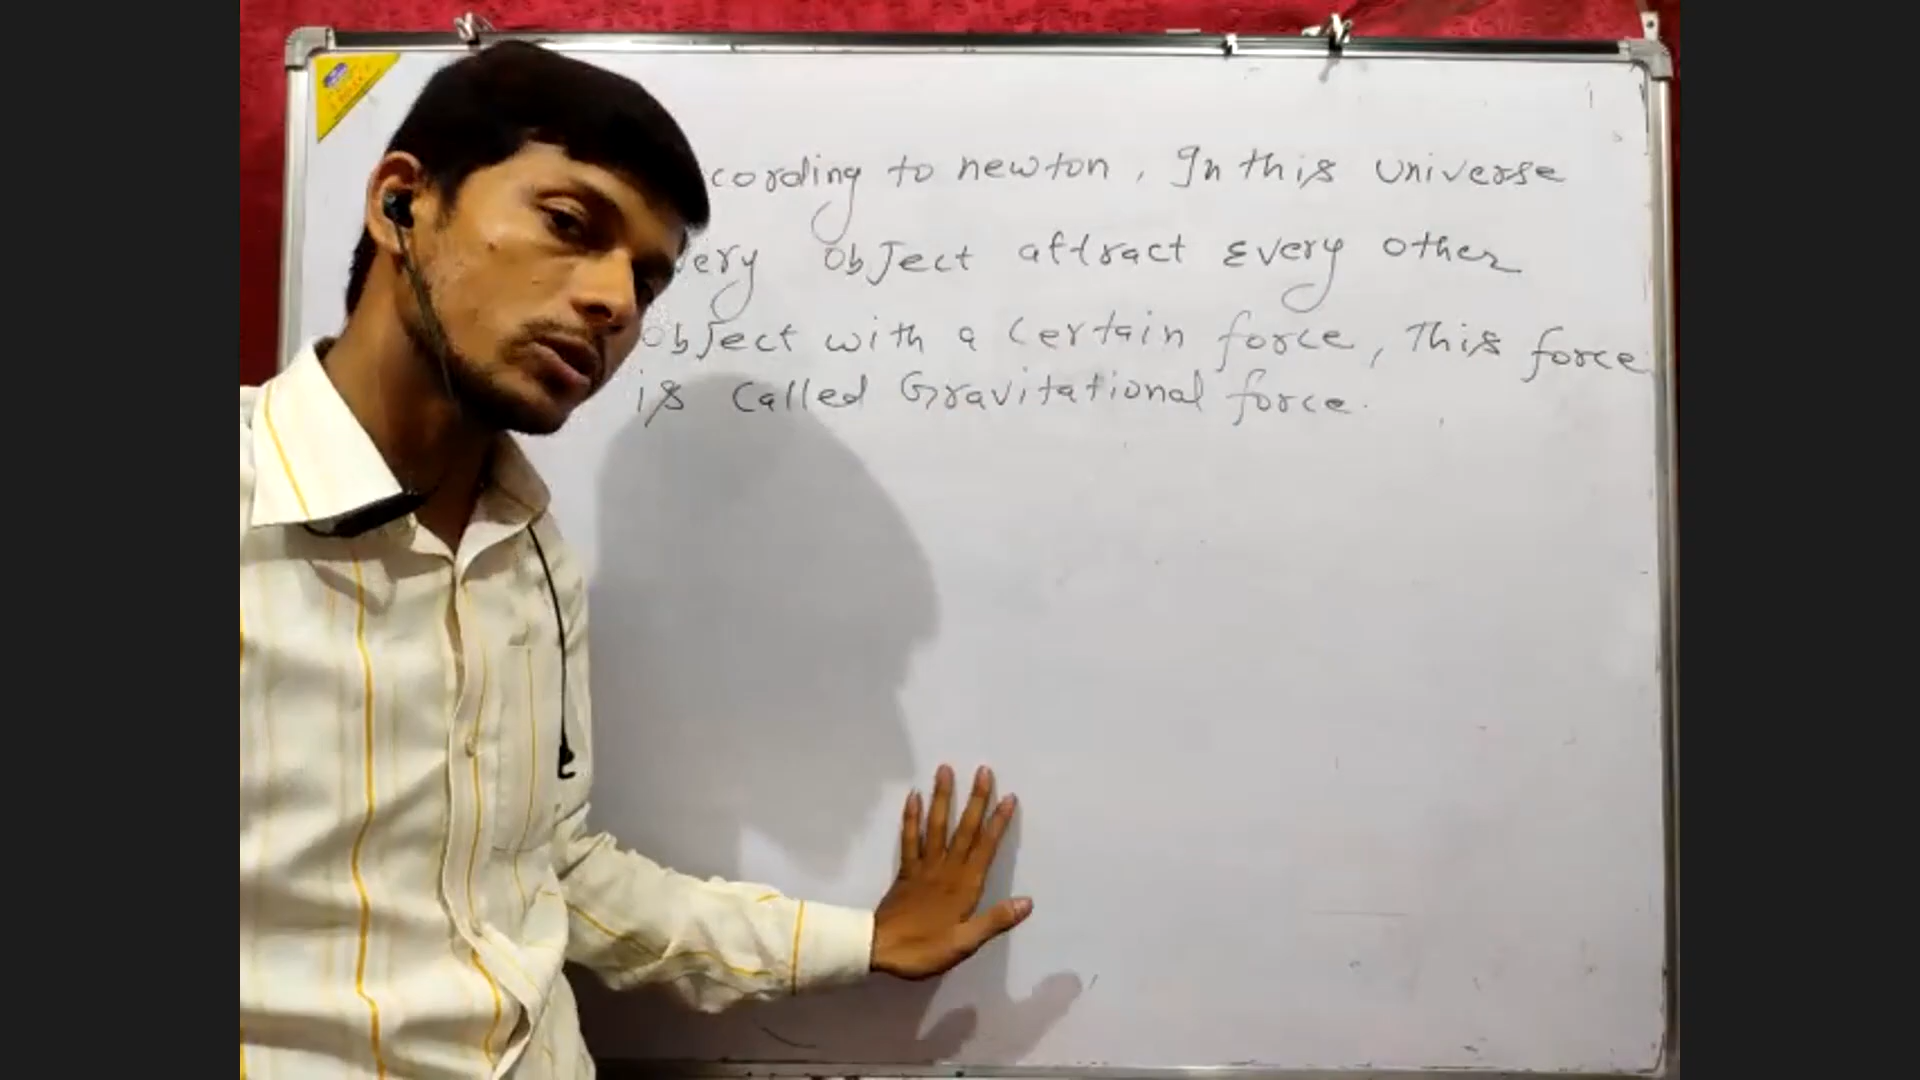 cording to newton, In this universe
very object attract every other
object with a certain force, This force
is called Gravitational force.